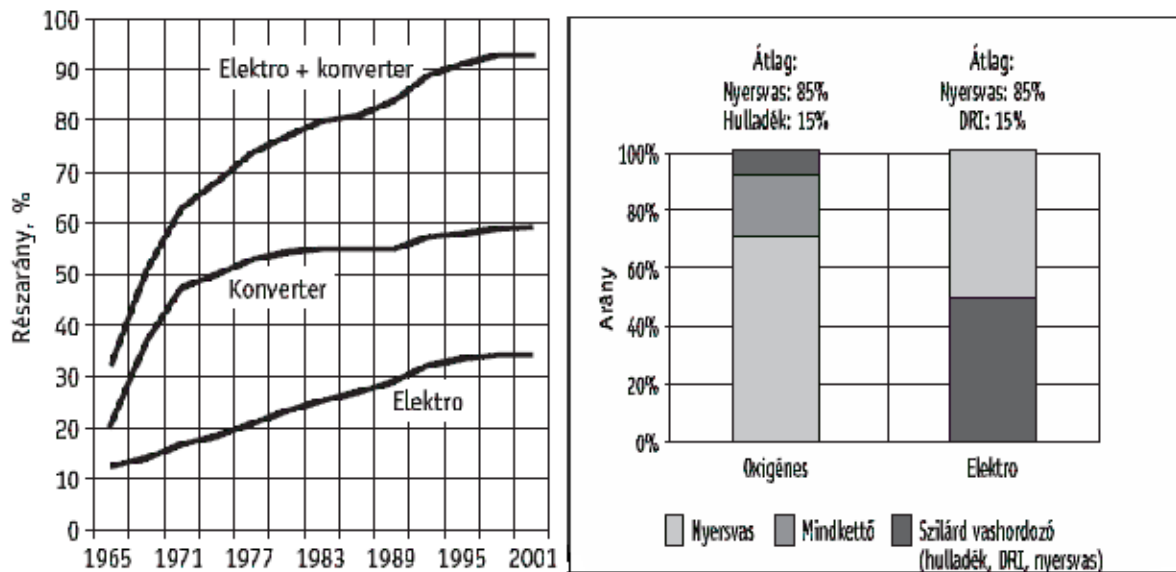 100
90
80
70
60
50
40
30
20
10
0
Részarány, %
Elektro + konverter
Konverter
Elektro
1965 1971 1977 1983 1989 1995 2001
Átlag:
Nyersvas: 85%
Hulladék: 15%
Átlag:
Nyersvas: 85%
DRI: 15%
100%
80%
60%
40%
20%
0%
Arány
Oxigénes Elektro
Nyersvas Mindkettő Szilárd vashordozó
(hulladék, DRI, nyersvas)